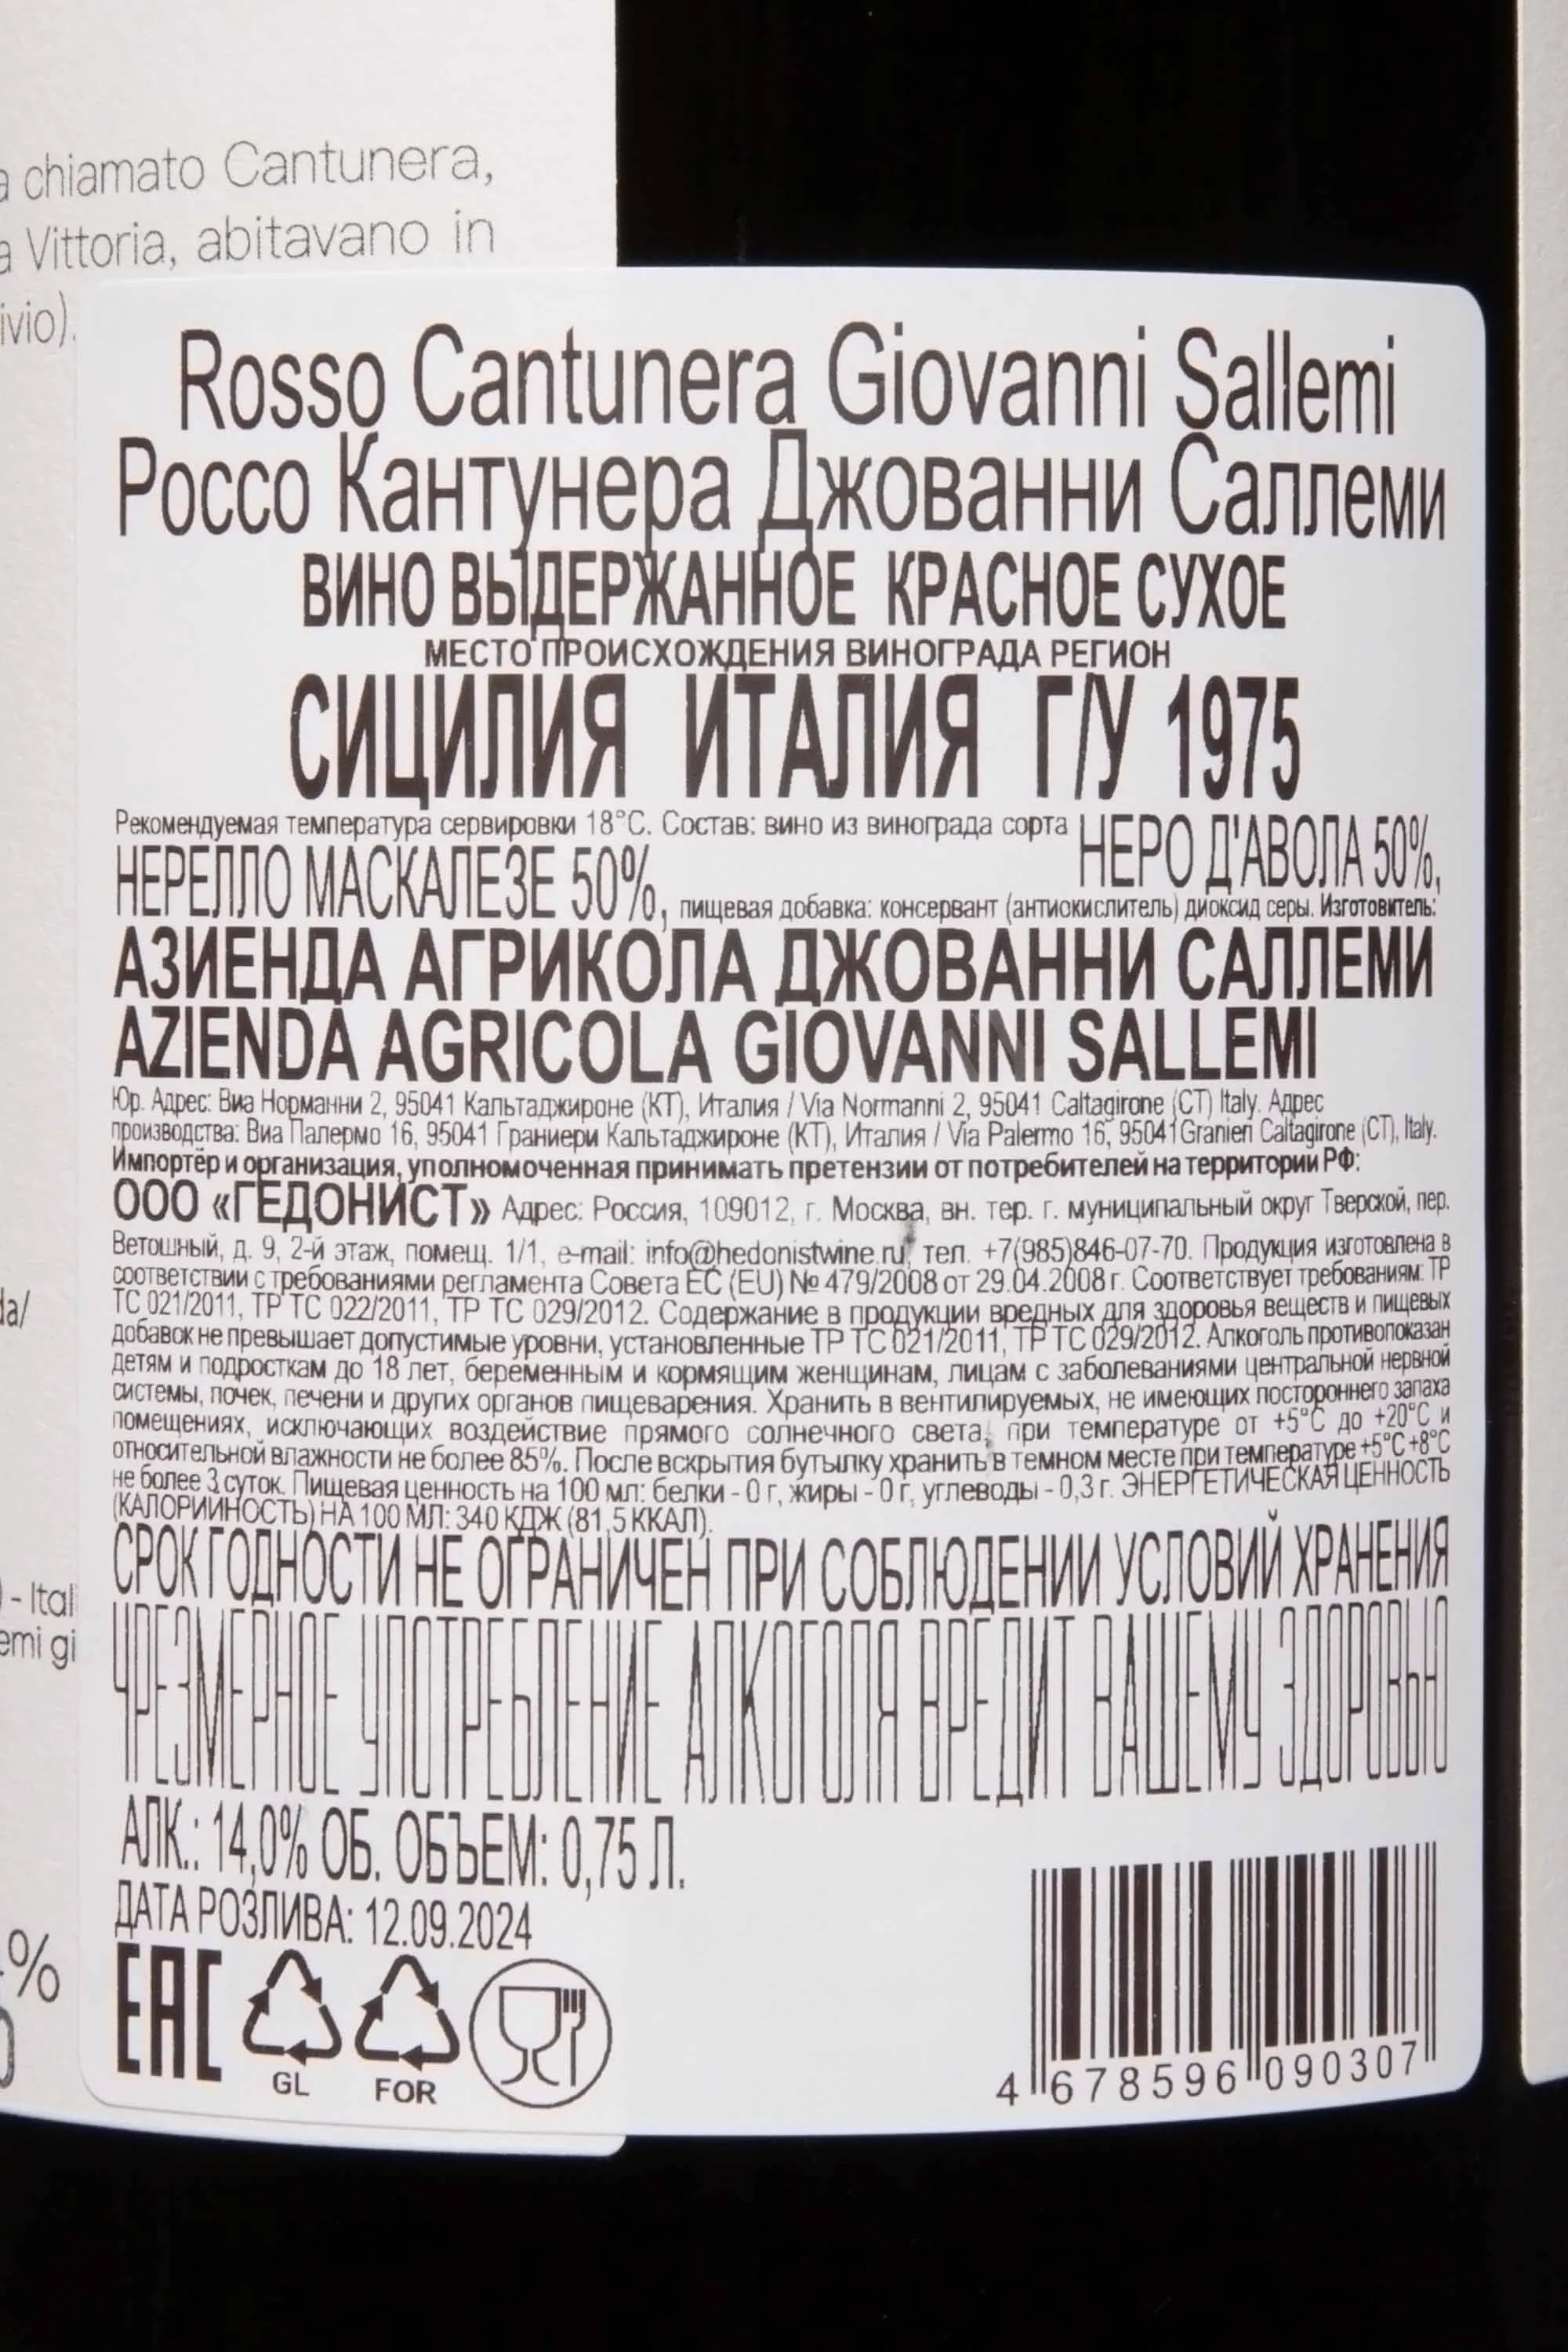 a chiamato Cantunera,
a Vittoria, abitavano in
ivio).
Rosso Cantunera Giovanni Sallemi
Россо Кантунера Джованни Саллеми
ВИНО ВЫДЕРЖАННОЕ КРАСНОЕ СУХОЕ
МЕСТО ПРОИСХОЖДЕНИЯ ВИНОГРАДА РЕГИОН
СИЦИЛИЯ ИТАЛИЯ Г/У 1975
Рекомендуемая температура сервировки 18°С. Состав: вино из винограда сорта НЕРО Д'АВОЛА 50%,
НЕРЕЛЛО МАСКАЛЕЗЕ 50%, пищевая добавка: консервант (антиокислитель) диоксид серы. Изготовитель:
АЗИЕНДА АГРИКОЛА ДЖОВАННИ САЛЛЕМИ
AZIENDA AGRICOLA GIOVANNI SALLEMI
Юр. Адрес: Виа Норманни 2, 95041 Кальтаджироне (КТ), Италия / Via Normanni 2, 95041 Caltagirone (CT) Italy. Адрес
производства: Виа Палермо 16, 95041 Граниери Кальтаджироне (КТ), Италия / Via Palermo 16, 95041 Granieri Caltagirone (CT), Italy.
Импортёр и организация, уполномоченная принимать претензии от потребителей на территории РФ:
ООО «ГЕДОНИСТ» Адрес: Россия, 109012, г. Москва, вн. тер. г. муниципальный округ Тверской, пер.
Ветошный, д. 9, 2-й этаж, помещ. 1/1, e-mail: info@hedonistwine.ru, тел. +7(985)846-07-70. Продукция изготовлена в
соответствии с требованиями регламента Совета ЕС (EU) № 479/2008 от 29.04.2008 г. Соответствует требованиям: ТР
ТС 021/2011, ТР ТС 022/2011, ТР ТС 029/2012. Содержание в продукции вредных для здоровья веществ и пищевых
добавок не превышает допустимые уровни, установленные ТР ТС 021/2011, ТР ТС 029/2012. Алкоголь противопоказан
детям и подросткам до 18 лет, беременным и кормящим женщинам, лицам с заболеваниями центральной нервной
системы, почек, печени и других органов пищеварения. Хранить в вентилируемых, не имеющих постороннего запаха
помещениях, исключающих воздействие прямого солнечного света, при температуре от +5°С до +20°С и
относительной влажности не более 85%. После вскрытия бутылку хранить в темном месте при температуре +5°С +8°С
не более 3 суток. Пищевая ценность на 100 мл: белки - 0 г, жиры - 0 г, углеводы - 0,3 г. ЭНЕРГЕТИЧЕСКАЯ ЦЕННОСТЬ
(КАЛОРИЙНОСТЬ) НА 100 МЛ: 340 КДЖ (81,5 ККАЛ).
СРОК ГОДНОСТИ НЕ ОГРАНИЧЕН ПРИ СОБЛЮДЕНИИ УСЛОВИЙ ХРАНЕНИЯ
ЧРЕЗМЕРНОЕ УПОТРЕБЛЕНИЕ АЛКОГОЛЯ ВРЕДИТ ВАШЕМУ ЗДОРОВЬЮ
АЛК.: 14,0% ОБ. ОБЪЕМ: 0,75 Л.
ДАТА РОЗЛИВА: 12.09.2024
EAC
GL
FOR
4 678596 090307
da/
- Ital
emi gi
%